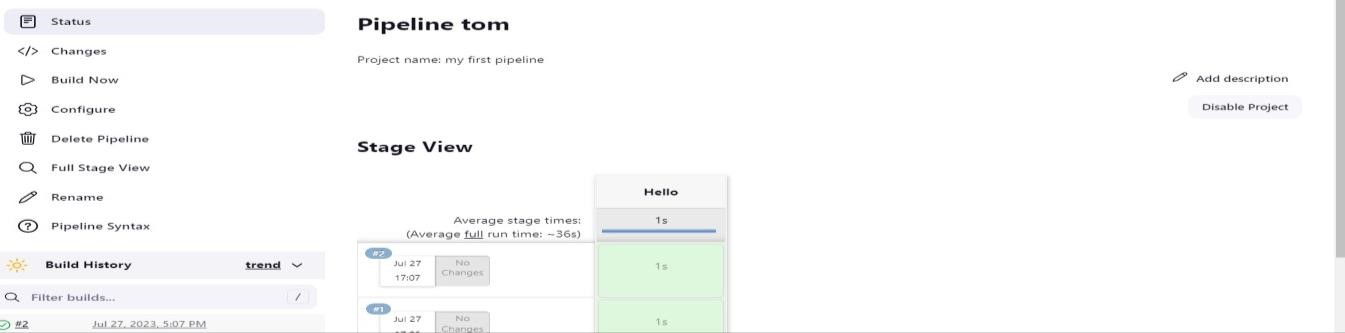 Status
Changes
Build Now
Configure
Delete Pipeline
Full Stage View
Rename
Pipeline Syntax
Build History trend
Filter builds... /
#2 Jul 27, 2023, 5:07 PM
Pipeline tom
Project name: my first pipeline
Add description
Disable Project
Stage View
Hello
Average stage times: 1s
(Average full run time: ~36s)
#2
Jul 27
17:07
No
Changes
1s
#1
Jul 27
No
Changes
1s